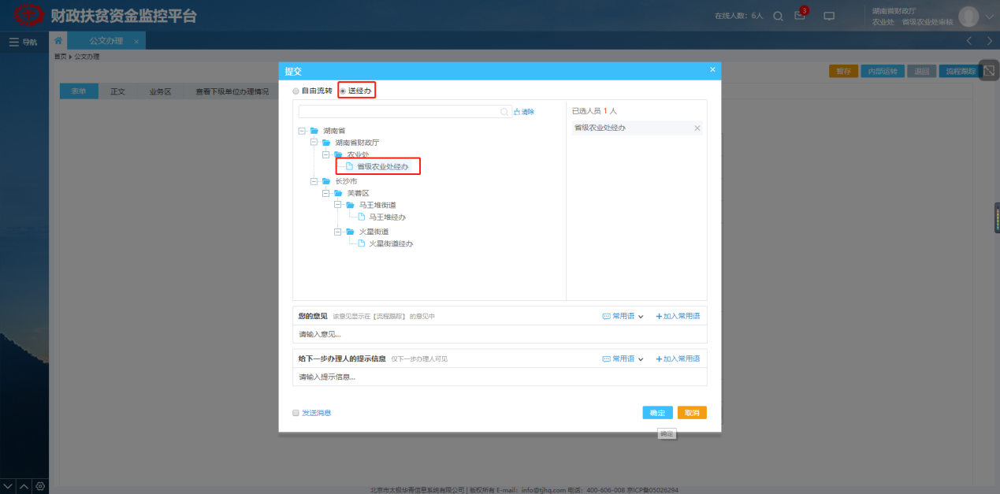 财政扶贫资金监控平台
在线人数：6人
3
湖南省财政厅
农业处 省级农业处审核
导航
公文办理 ×
首页 公文办理
暂存 内部运转 退回 流程跟踪
表单 正文 业务区 查看下级单位办理情况
提交 ×
自由流转 送经办
清除
已选人员 1 人
省级农业处经办 ×
湖南省
湖南省财政厅
农业处
省级农业处经办
长沙市
芙蓉区
马王堆街道
马王堆经办
火星街道
火星街道经办
您的意见 该意见显示在【流程跟踪】的意见中 常用语 +加入常用语
请输入意见...
给下一步办理人的提示信息 仅下一步办理人可见 常用语 +加入常用语
请输入提示信息...
发送消息
确定 取消
确定
北京市太极华青信息系统有限公司 | 版权所有 E-mail：info@tjhq.com 电话：400-606-008 京ICP备05026294